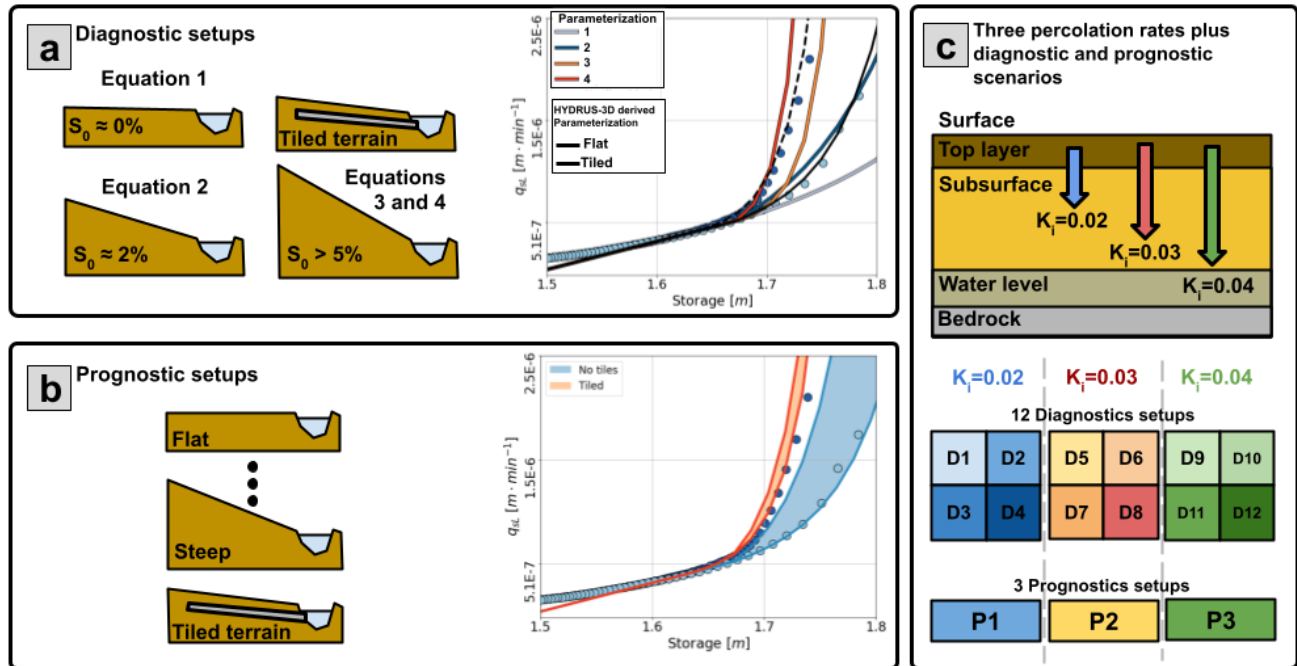 a
Diagnostic setups
Equation 1
S0 ≈ 0%
Tiled terrain
Equation 2
Equations
3 and 4
S0 ≈ 2%
S0 > 5%
Parameterization
1
2
3
4
HYDRUS-3D derived
Parameterization
Flat
Tiled
qsL [m · min⁻¹]
2.5E-6
1.5E-6
5.1E-7
1.5
1.6
1.7
1.8
Storage [m]
b
Prognostic setups
Flat
Steep
Tiled terrain
No tiles
Tiled
qsL [m · min⁻¹]
2.5E-6
1.5E-6
5.1E-7
1.5
1.6
1.7
1.8
Storage [m]
c
Three percolation rates plus
diagnostic and prognostic
scenarios
Surface
Top layer
Subsurface
Ki=0.02
Ki=0.03
Water level
Ki=0.04
Bedrock
Ki=0.02
Ki=0.03
Ki=0.04
12 Diagnostics setups
D1 D2 D5 D6 D9 D10
D3 D4 D7 D8 D11 D12
3 Prognostics setups
P1 P2 P3